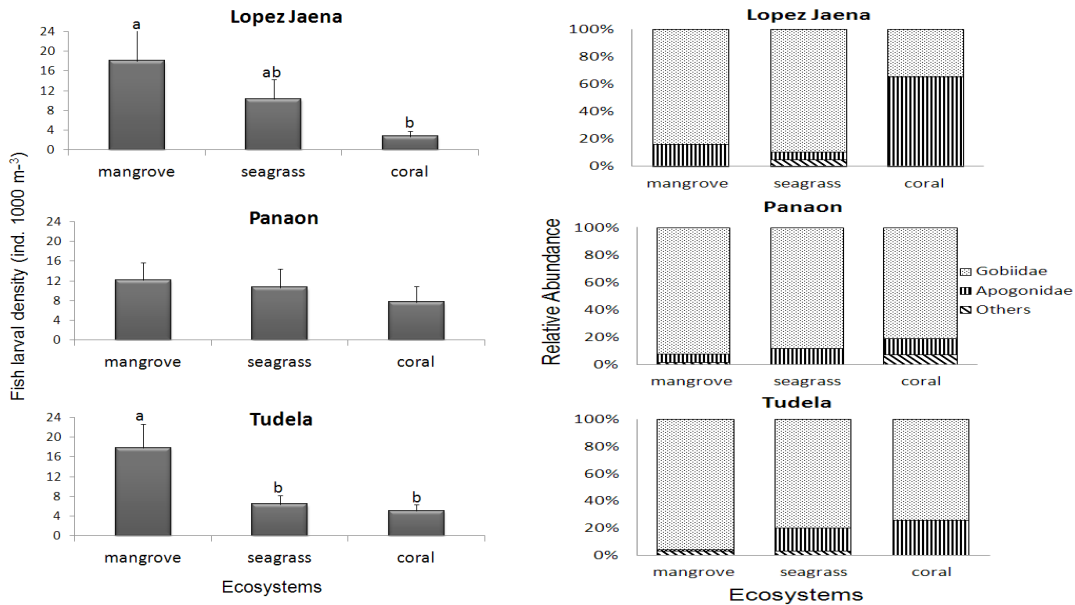 Fish larval density (ind. 1000 m-3)
Lopez Jaena
24
20
16
12
8
4
0
a
ab
b
mangrove seagrass coral
Panaon
24
20
16
12
8
4
0
mangrove seagrass coral
Tudela
24
20
16
12
8
4
0
a
b
b
mangrove seagrass coral
Ecosystems
Relative Abundance
Lopez Jaena
100%
80%
60%
40%
20%
0%
mangrove seagrass coral
Panaon
100%
80%
60%
40%
20%
0%
mangrove seagrass coral
Gobiidae
Apogonidae
Others
Tudela
100%
80%
60%
40%
20%
0%
mangrove seagrass coral
Ecosystems